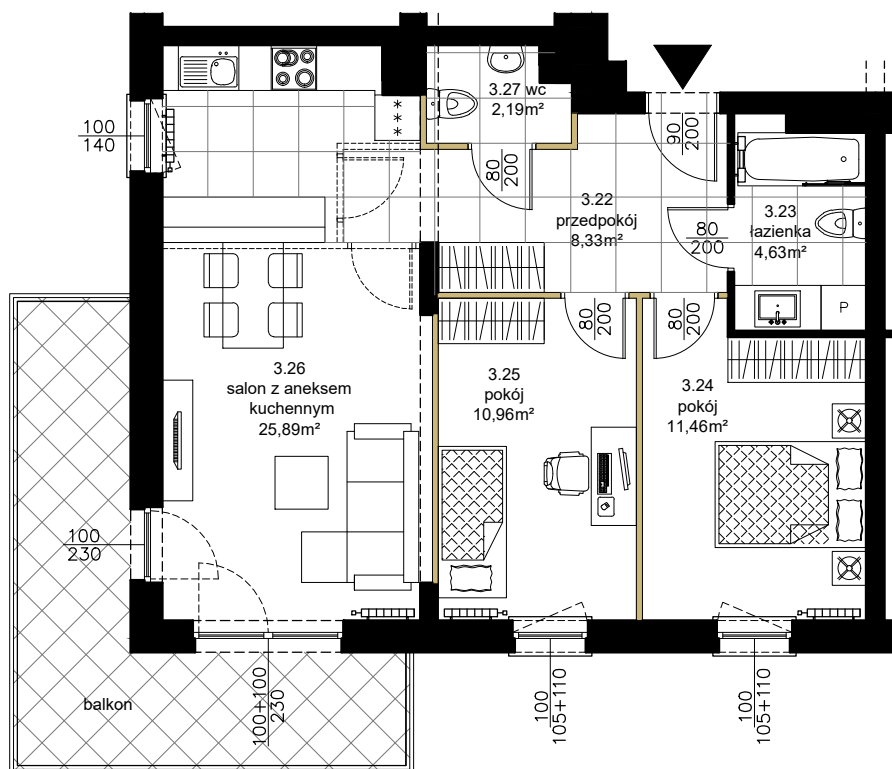 3.27 wc
2,19m²
100
140
90
200
80
200
3.22
przedpokój
8,33m²
3.23
łazienka
4,63m²
80
200
P
80
200
80
200
3.26
salon z aneksem
kuchennym
25,89m²
3.25
pokój
10,96m²
3.24
pokój
11,46m²
100
230
balkon
100+100
230
100
105+110
100
105+110